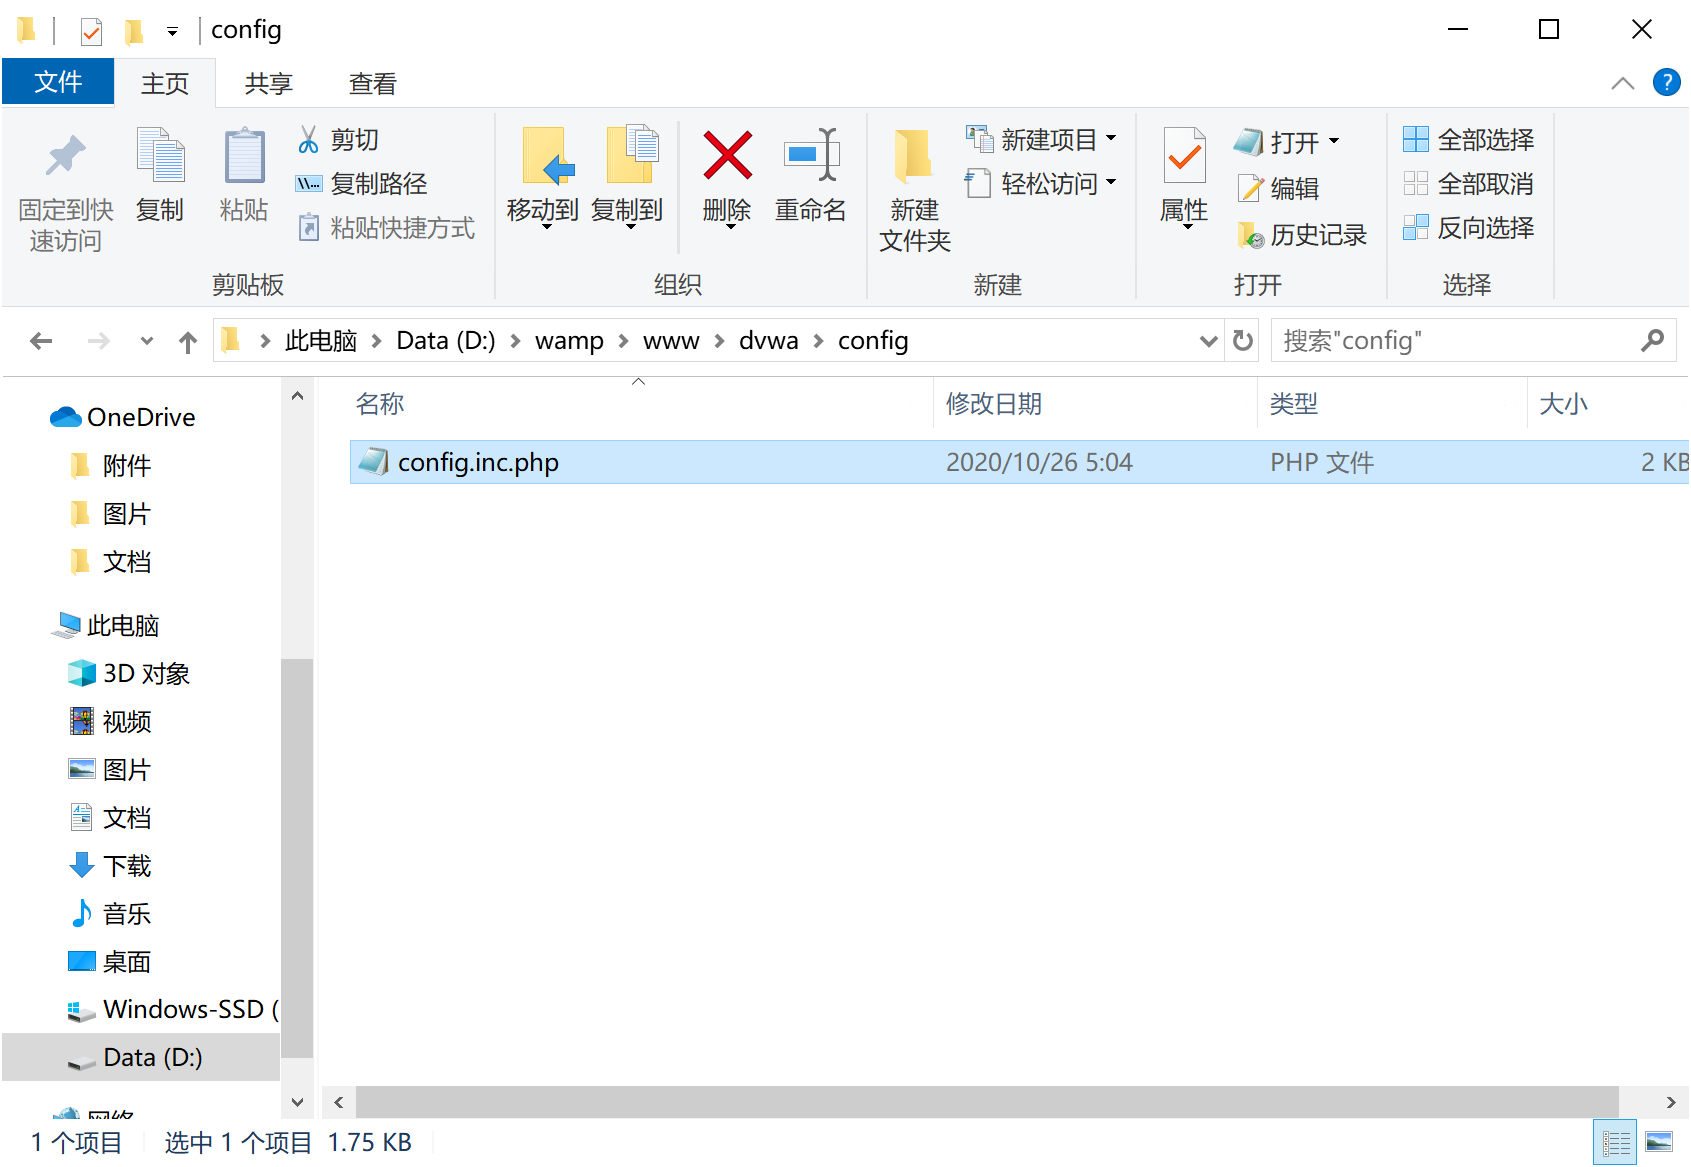 config
文件 主页 共享 查看
固定到快速访问
复制
粘贴
剪切
复制路径
粘贴快捷方式
剪贴板
移动到
复制到
删除
重命名
组织
新建文件夹
新建项目
轻松访问
新建
属性
打开
编辑
历史记录
打开
全部选择
全部取消
反向选择
选择
此电脑 > Data (D:) > wamp > www > dvwa > config
搜索"config"
OneDrive
附件
图片
文档
此电脑
3D 对象
视频
图片
文档
下载
音乐
桌面
Windows-SSD (
Data (D:)
网络
名称 修改日期 类型 大小
config.inc.php 2020/10/26 5:04 PHP 文件 2 KB
1 个项目 选中 1 个项目 1.75 KB